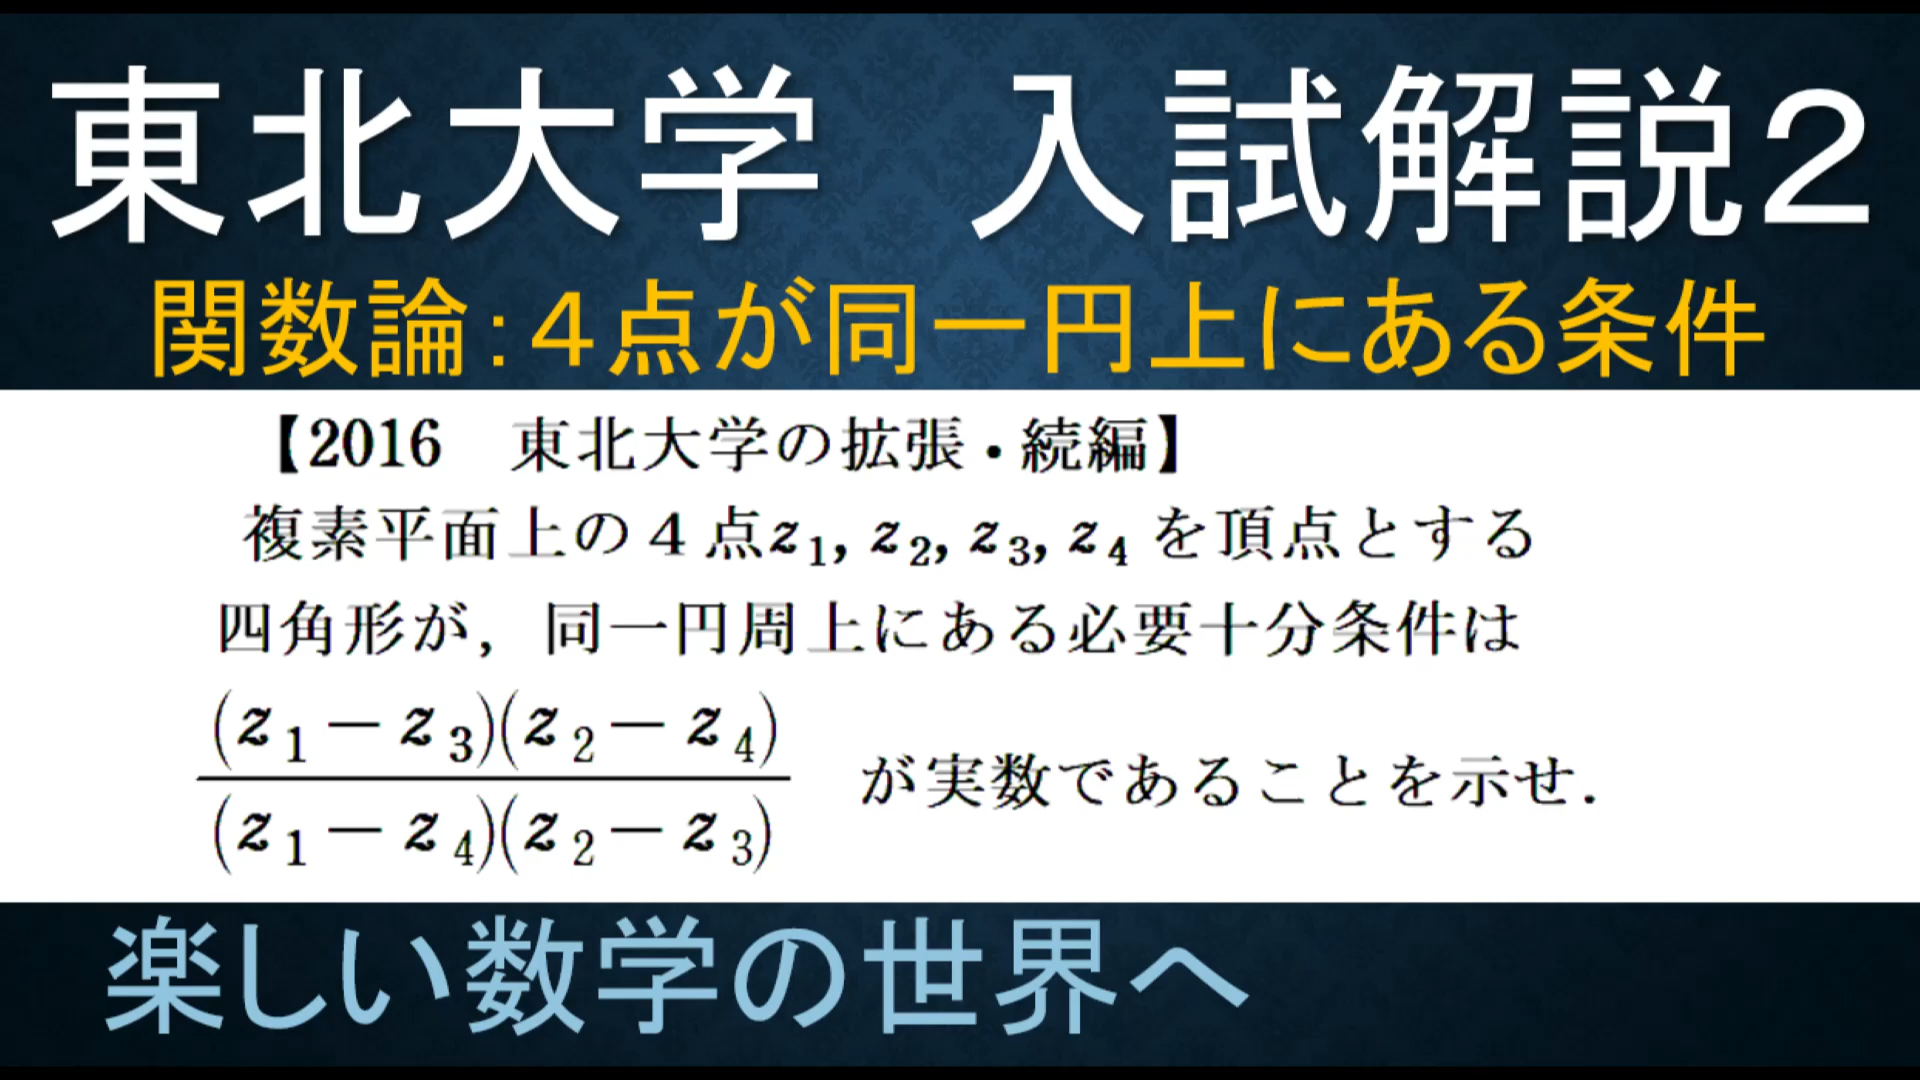 東北大学　入試解説２
関数論：４点が同一円上にある条件
【2016　東北大学の拡張・続編】
複素平面上の４点z₁, z₂, z₃, z₄ を頂点とする
四角形が，同一円周上にある必要十分条件は
(z₁ − z₃)(z₂ − z₄)
(z₁ − z₄)(z₂ − z₃)
が実数であることを示せ．
楽しい数学の世界へ